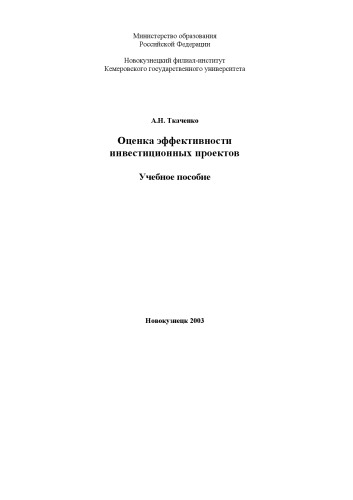 Министерство образования
Российской Федерации
Новокузнецкий филиал-институт
Кемеровского государственного университета
А.Н. Ткаченко
Оценка эффективности
инвестиционных проектов
Учебное пособие
Новокузнецк 2003